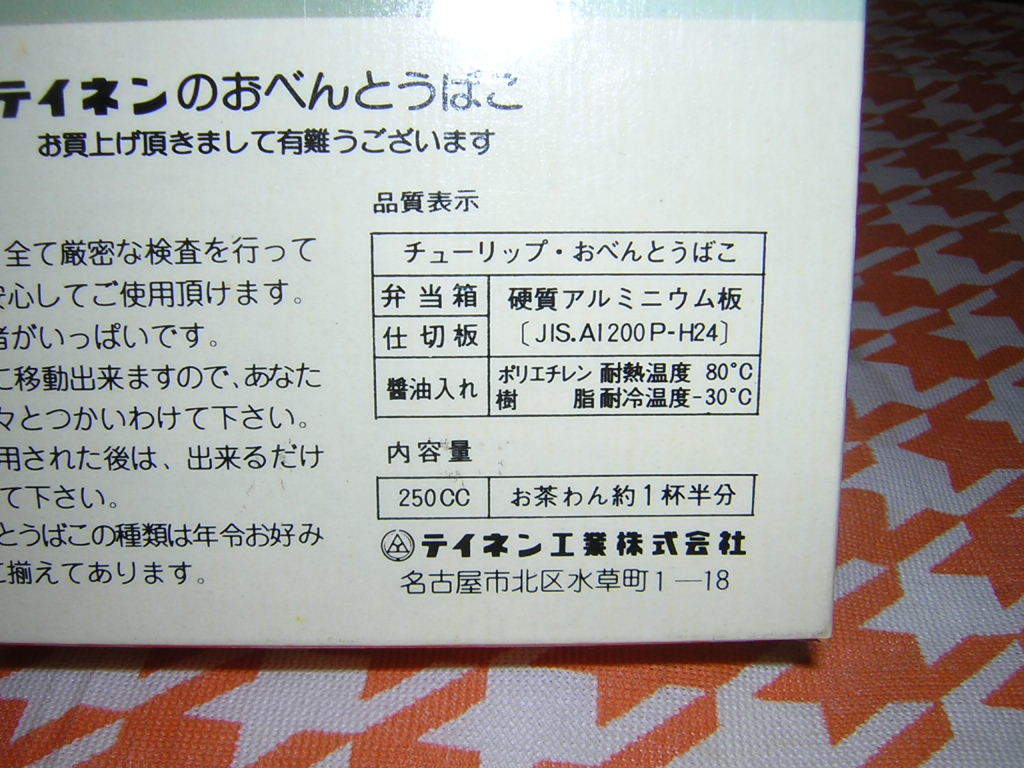 テイネンのおべんとうばこ
お買上げ頂きまして有難うございます
全て厳密な検査を行って
安心してご使用頂けます。
がいっぱいです。
に移動出来ますので、あなた
々とつかいわけて下さい。
用された後は、出来るだけ
て下さい。
とうばこの種類は年令お好み
に揃えてあります。
品質表示
チューリップ・おべんとうばこ
弁当箱 硬質アルミニウム板
仕切板 〔JIS.A1200P-H24〕
醬油入れ ポリエチレン 耐熱温度 80°C
樹脂 耐冷温度-30°C
内容量
250CC お茶わん約1杯半分
テイネン工業株式会社
名古屋市北区水草町1―18